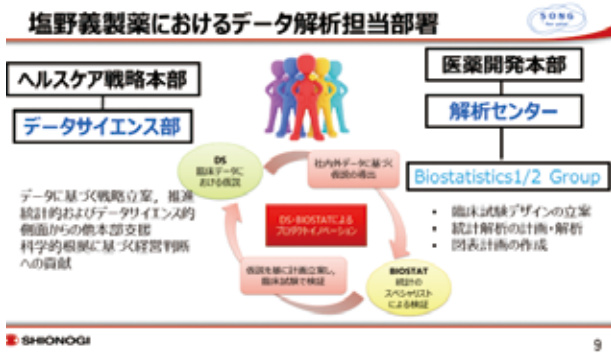 塩野義製薬におけるデータ解析担当部署
SONG
for you!
ヘルスケア戦略本部
データサイエンス部
データに基づく戦略立案，推進
統計的およびデータサイエンス的
側面からの他本部支援
科学的根拠に基づく経営判断
への貢献
DS
臨床データに
おける仮説
社内外データに基づく
仮説の導出
DS-BIOSTATによる
プロダクトイノベーション
仮説を基に計画立案し、
臨床試験で検証
BIOSTAT
統計の
スペシャリスト
による検証
医薬開発本部
解析センター
Biostatistics1/2 Group
• 臨床試験デザインの立案
• 統計解析の計画・解析
• 図表計画の作成
SHIONOGI
9